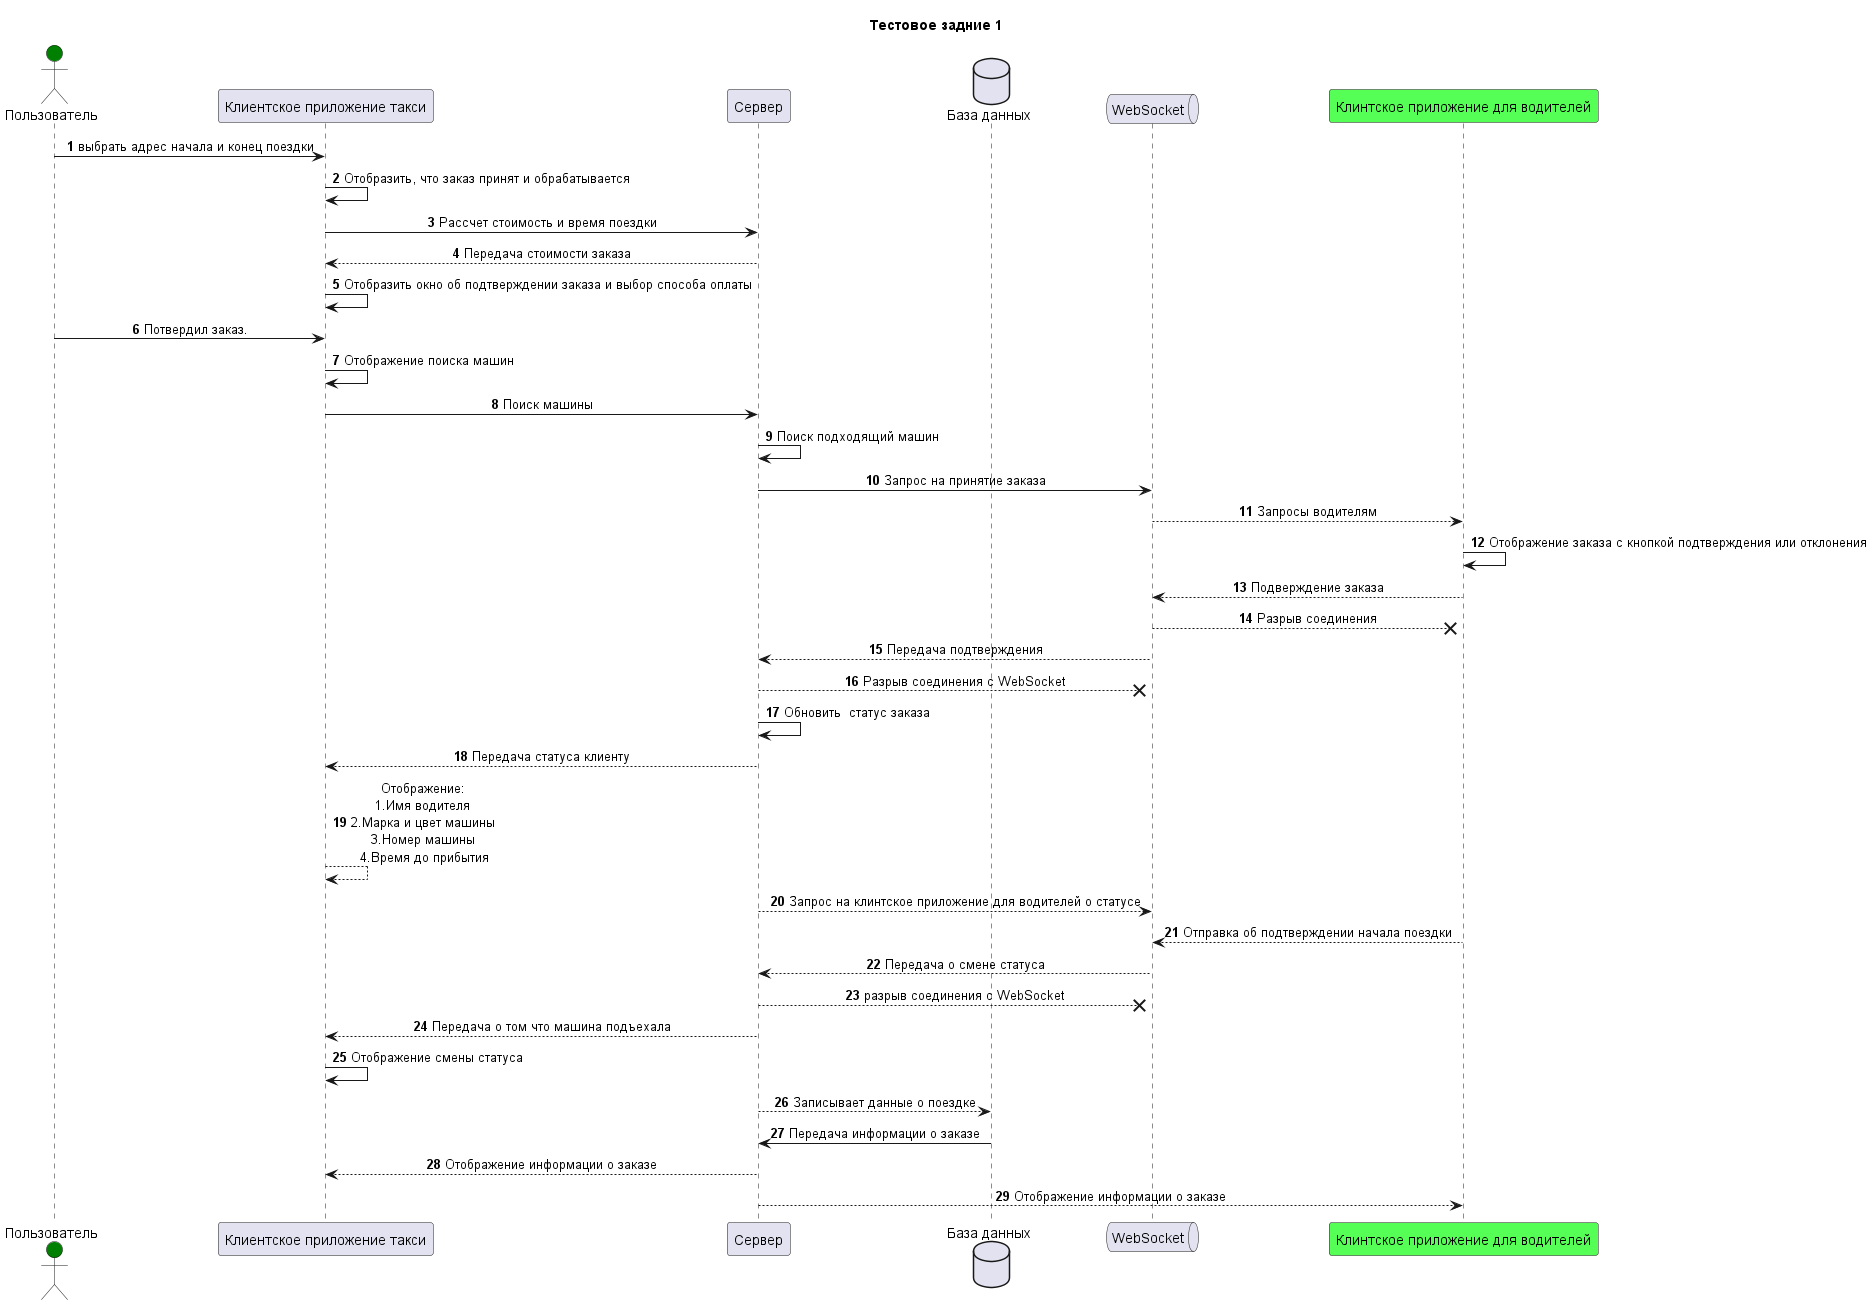 Тестовое задние 1
Пользователь
Клиентское приложение такси
Сервер
База данных
WebSocket
Клинтское приложение для водителей
1 выбрать адрес начала и конец поездки
2 Отобразить, что заказ принят и обрабатывается
3 Рассчет стоимость и время поездки
4 Передача стоимости заказа
5 Отобразить окно об подтверждении заказа и выбор способа оплаты
6 Потвердил заказ.
7 Отображение поиска машин
8 Поиск машины
9 Поиск подходящий машин
10 Запрос на принятие заказа
11 Запросы водителям
12 Отображение заказа с кнопкой подтверждения или отклонения
13 Подверждение заказа
14 Разрыв соединения
15 Передача подтверждения
16 Разрыв соединения с WebSocket
17 Обновить  статус заказа
18 Передача статуса клиенту
Отображение:
1.Имя водителя
19 2.Марка и цвет машины
3.Номер машины
4.Время до прибытия
20 Запрос на клинтское приложение для водителей о статусе
21 Отправка об подтверждении начала поездки
22 Передача о смене статуса
23 разрыв соединения с WebSocket
24 Передача о том что машина подъехала
25 Отображение смены статуса
26 Записывает данные о поездке
27 Передача информации о заказе
28 Отображение информации о заказе
29 Отображение информации о заказе
Пользователь
Клиентское приложение такси
Сервер
База данных
WebSocket
Клинтское приложение для водителей